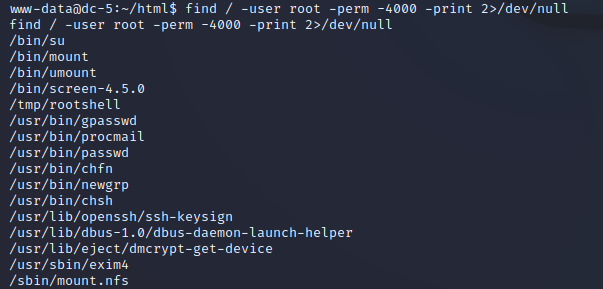 www-data@dc-5:~/html$ find / -user root -perm -4000 -print 2>/dev/null
find / -user root -perm -4000 -print 2>/dev/null
/bin/su
/bin/mount
/bin/umount
/bin/screen-4.5.0
/tmp/rootshell
/usr/bin/gpasswd
/usr/bin/procmail
/usr/bin/passwd
/usr/bin/chfn
/usr/bin/newgrp
/usr/bin/chsh
/usr/lib/openssh/ssh-keysign
/usr/lib/dbus-1.0/dbus-daemon-launch-helper
/usr/lib/eject/dmcrypt-get-device
/usr/sbin/exim4
/sbin/mount.nfs